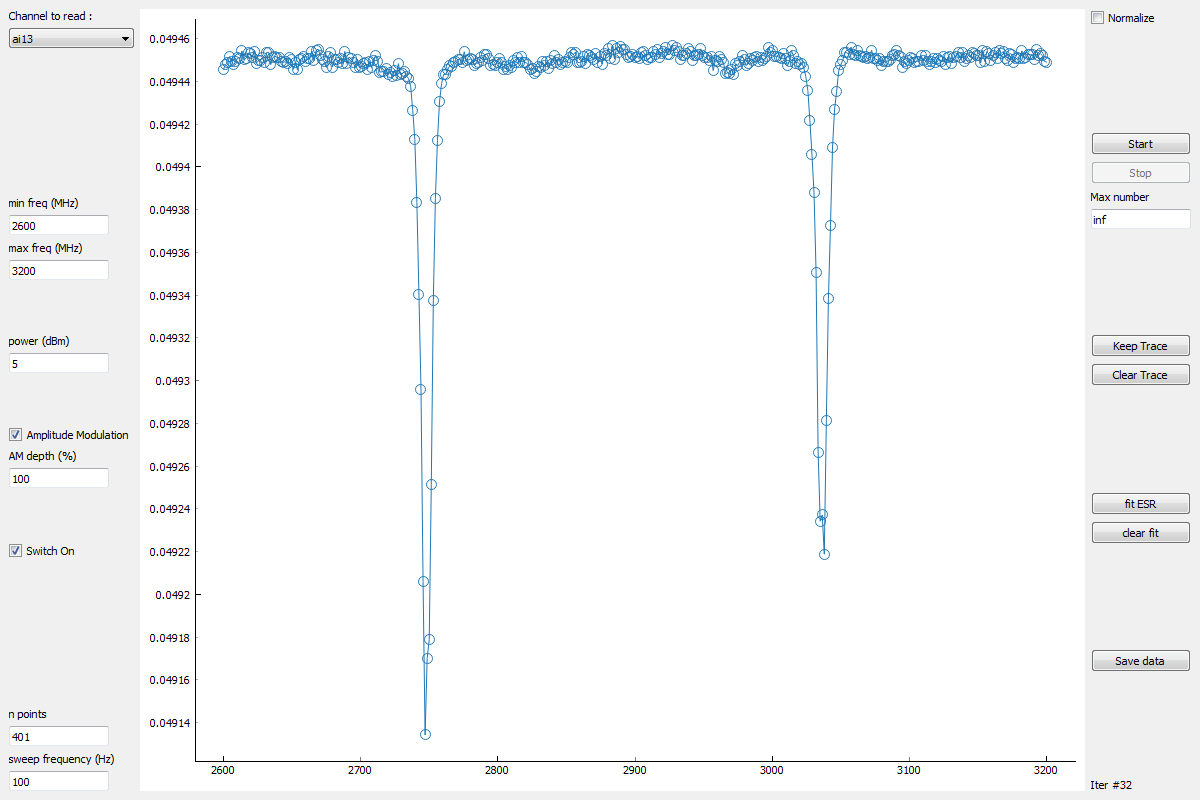 Channel to read :
ai13
min freq (MHz)
2600
max freq (MHz)
3200
power (dBm)
5
Amplitude Modulation
AM depth (%)
100
Switch On
n points
401
sweep frequency (Hz)
100
0.04946
0.04944
0.04942
0.0494
0.04938
0.04936
0.04934
0.04932
0.0493
0.04928
0.04926
0.04924
0.04922
0.0492
0.04918
0.04916
0.04914
2600 2700 2800 2900 3000 3100 3200
Normalize
Start
Stop
Max number
inf
Keep Trace
Clear Trace
fit ESR
clear fit
Save data
Iter #32